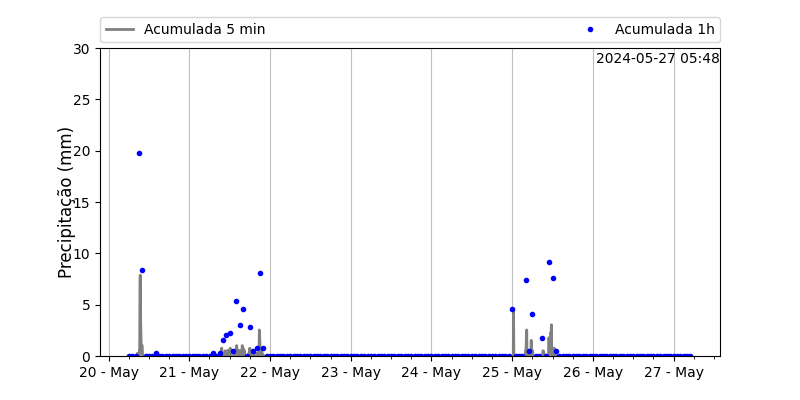 Acumulada 5 min
Acumulada 1h
2024-05-27 05:48
Precipitação (mm)
30
25
20
15
10
5
0
20 - May
21 - May
22 - May
23 - May
24 - May
25 - May
26 - May
27 - May